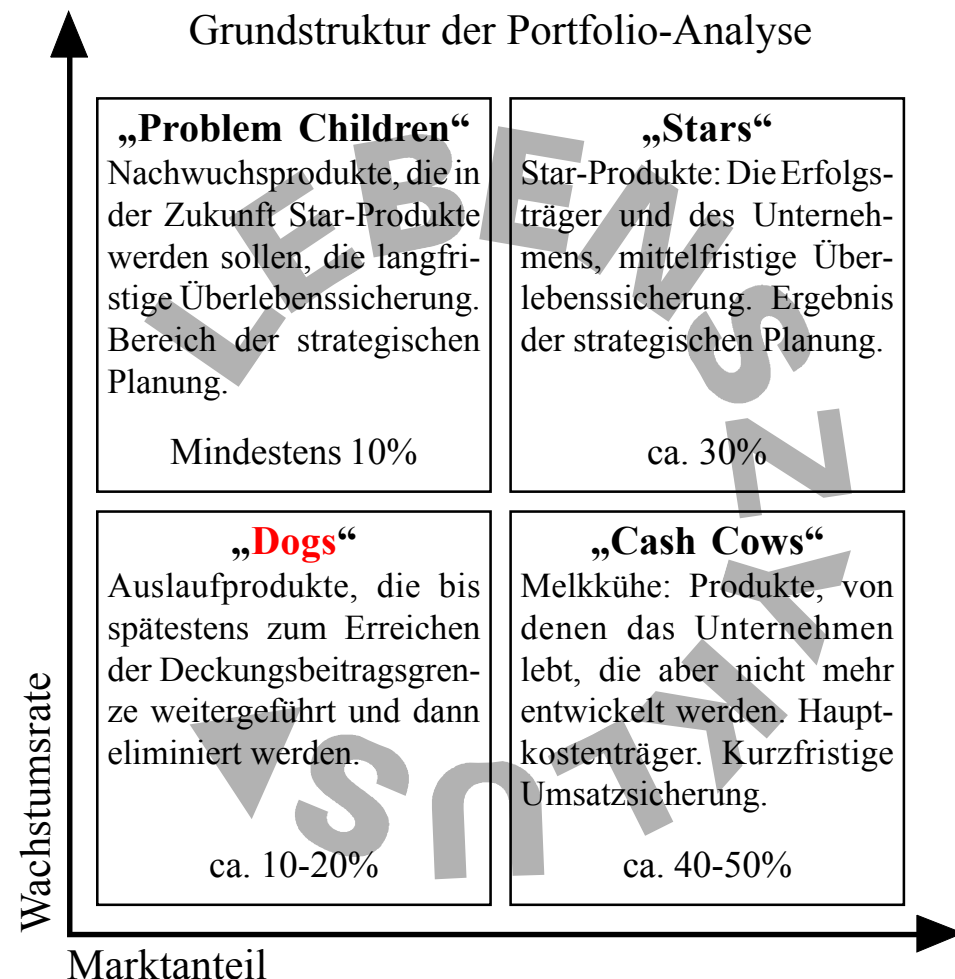 Grundstruktur der Portfolio-Analyse
„Problem Children“
Nachwuchsprodukte, die in
der Zukunft Star-Produkte
werden sollen, die langfri-
stige Überlebenssicherung.
Bereich der strategischen
Planung.
Mindestens 10%
„Stars“
Star-Produkte: Die Erfolgs-
träger und des Unterneh-
mens, mittelfristige Über-
lebenssicherung. Ergebnis
der strategischen Planung.
ca. 30%
„Dogs“
Auslaufprodukte, die bis
spätestens zum Erreichen
der Deckungsbeitragsgren-
ze weitergeführt und dann
eliminiert werden.
ca. 10-20%
„Cash Cows“
Melkkühe: Produkte, von
denen das Unternehmen
lebt, die aber nicht mehr
entwickelt werden. Haupt-
kostenträger. Kurzfristige
Umsatzsicherung.
ca. 40-50%
LEBENSZYKLUS
Wachstumsrate
Marktanteil